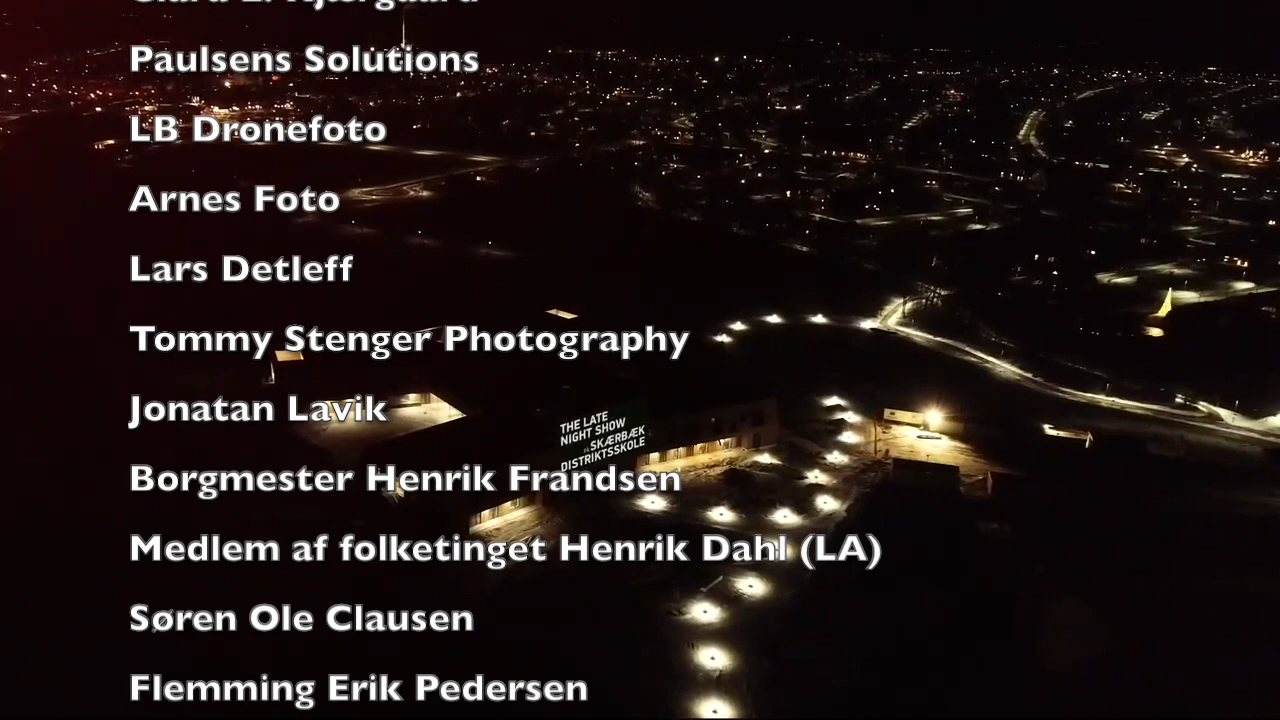 Paulsens Solutions
LB Dronefoto
Arnes Foto
Lars Detleff
Tommy Stenger Photography
Jonatan Lavik
THE LATE
NIGHT SHOW
SKÆRBÆK
DISTRIKTSSKOLE
Borgmester Henrik Frandsen
Medlem af folketinget Henrik Dahl (LA)
Søren Ole Clausen
Flemming Erik Pedersen